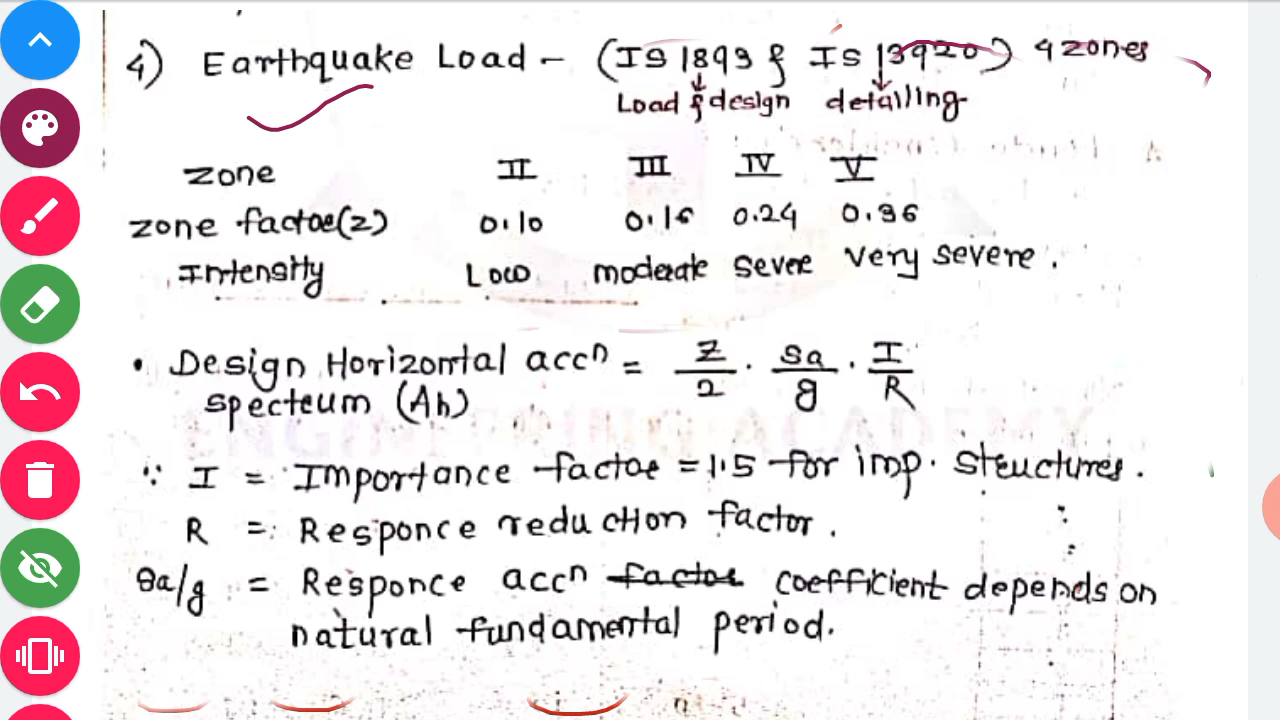 4) Earthquake Load - (IS 1893 & IS 13920) 4 zones
Load & design detailing
zone II III IV V
zone factor(z) 0.10 0.16 0.24 0.36
Intensity Low moderate severe very severe.
• Design Horizontal accⁿ spectrum (Ah) = Z/2 · Sa/g · I/R
∵ I = Importance factor = 1.5 for imp. structures.
R = Responce reduction factor.
Sa/g = Responce accⁿ factor coefficient depends on
natural fundamental period.
ENGINEERING ACADEMY